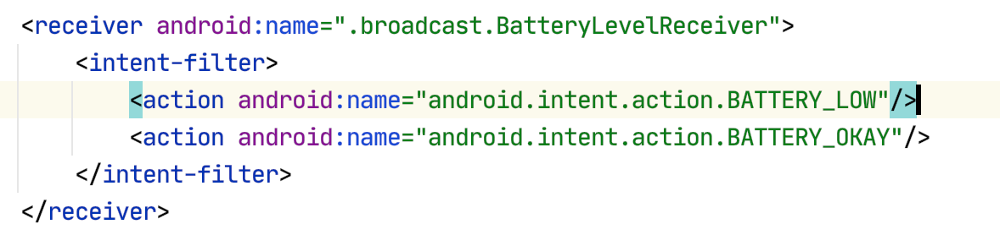 <receiver android:name=".broadcast.BatteryLevelReceiver">
<intent-filter>
<action android:name="android.intent.action.BATTERY_LOW"/>
<action android:name="android.intent.action.BATTERY_OKAY"/>
</intent-filter>
</receiver>